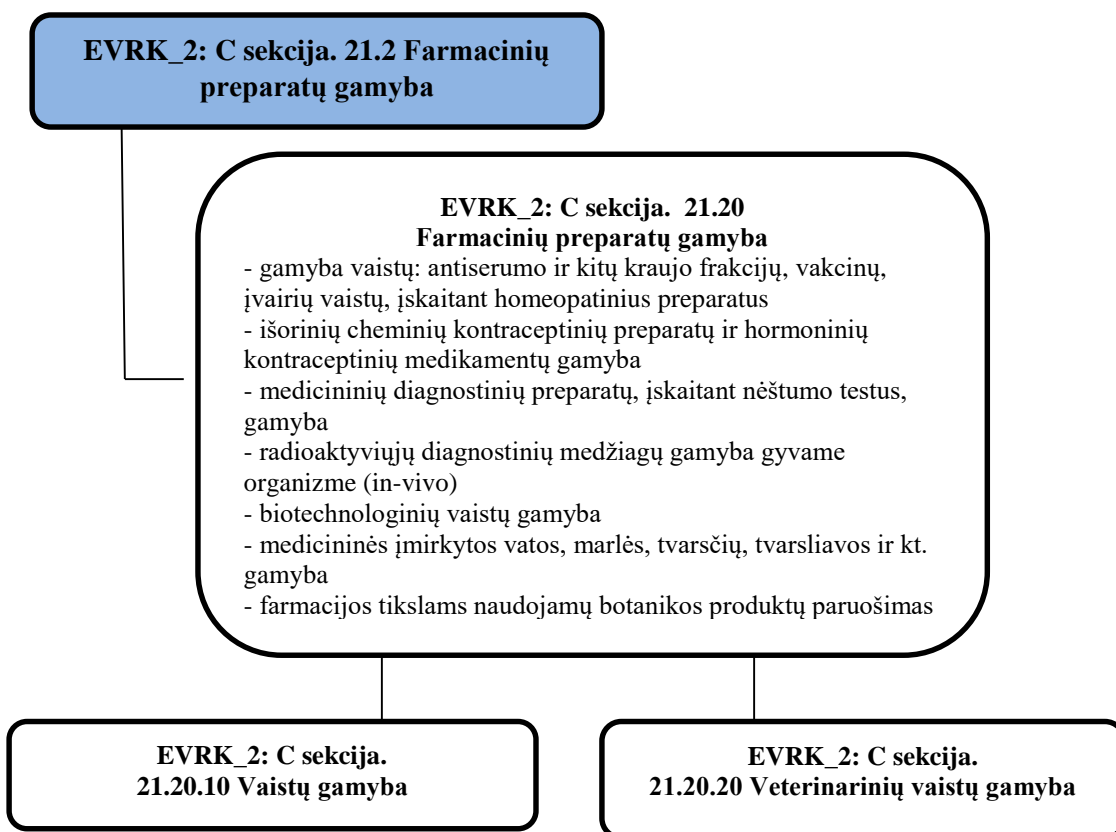 EVRK_2: C sekcija. 21.2 Farmacinių
preparatų gamyba
EVRK_2: C sekcija. 21.20
Farmacinių preparatų gamyba
- gamyba vaistų: antiserumo ir kitų kraujo frakcijų, vakcinų,
įvairių vaistų, įskaitant homeopatinius preparatus
- išorinių cheminių kontraceptinių preparatų ir hormoninių
kontraceptinių medikamentų gamyba
- medicininių diagnostinių preparatų, įskaitant nėštumo testus,
gamyba
- radioaktyviųjų diagnostinių medžiagų gamyba gyvame
organizme (in-vivo)
- biotechnologinių vaistų gamyba
- medicininės įmirkytos vatos, marlės, tvarsčių, tvarsliavos ir kt.
gamyba
- farmacijos tikslams naudojamų botanikos produktų paruošimas
EVRK_2: C sekcija.
21.20.10 Vaistų gamyba
EVRK_2: C sekcija.
21.20.20 Veterinarinių vaistų gamyba